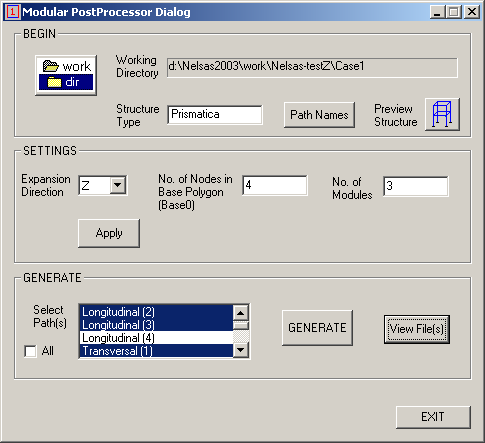 Modular PostProcessor Dialog
BEGIN
work
dir
Working Directory
d:\Nelsas2003\work\Nelsas-testZ\Case1
Structure Type
Prismatica
Path Names
Preview Structure
SETTINGS
Expansion Direction
Z
No. of Nodes in Base Polygon (Base0)
4
No. of Modules
3
Apply
GENERATE
Select Path(s)
All
Longitudinal (2)
Longitudinal (3)
Longitudinal (4)
Transversal (1)
GENERATE
View File(s)
EXIT